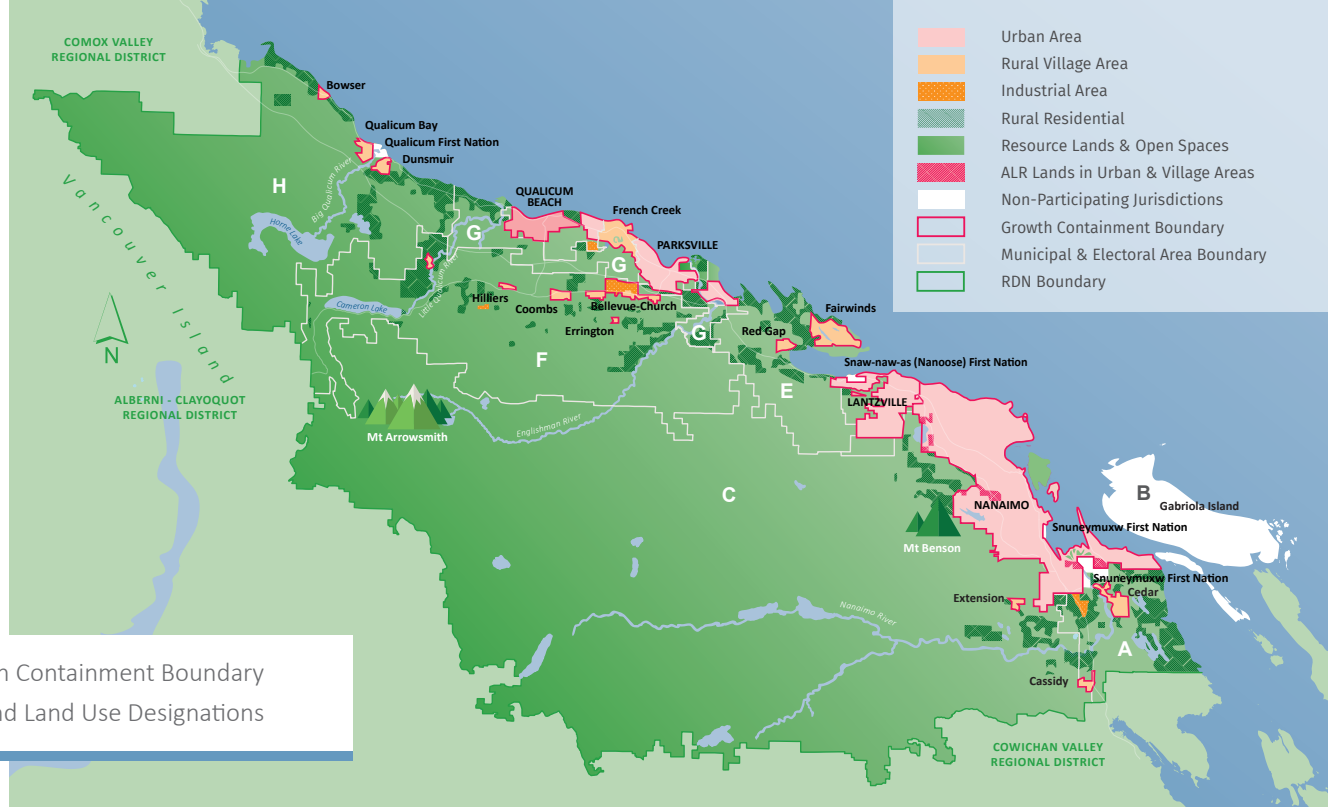 COMOX VALLEY
REGIONAL DISTRICT
Bowser
Qualicum Bay
Qualicum First Nation
Dunsmuir
Big Qualicum River
H
Horne Lake
QUALICUM
BEACH
French Creek
G
PARKSVILLE
G
Little Qualicum River
Hilliers
Coombs
Bellevue-Church
Errington
Cameron Lake
G
Red Gap
Fairwinds
F
E
Snaw-naw-as (Nanoose) First Nation
LANTZVILLE
Vancouver Island
N
ALBERNI - CLAYOQUOT
REGIONAL DISTRICT
Mt Arrowsmith
Englishman River
C
NANAIMO
Mt Benson
B
Gabriola Island
Snuneymuxw First Nation
Snuneymuxw First Nation
Cedar
Extension
Nanaimo River
A
Cassidy
COWICHAN VALLEY
REGIONAL DISTRICT
Urban Area
Rural Village Area
Industrial Area
Rural Residential
Resource Lands & Open Spaces
ALR Lands in Urban & Village Areas
Non-Participating Jurisdictions
Growth Containment Boundary
Municipal & Electoral Area Boundary
RDN Boundary
Containment Boundary
Land Use Designations